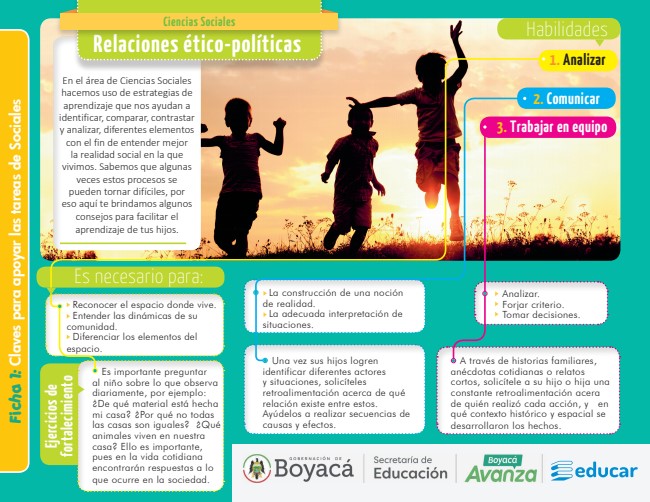 Ficha 1: Claves para apoyar las tareas de Sociales
Ciencias Sociales
Relaciones ético-políticas
En el área de Ciencias Sociales
hacemos uso de estrategias de
aprendizaje que nos ayudan a
identificar, comparar, contrastar
y analizar, diferentes elementos
con el fin de entender mejor
la realidad social en la que
vivimos. Sabemos que algunas
veces estos procesos se
pueden tornar difíciles, por
eso aquí te brindamos algunos
consejos para facilitar el
aprendizaje de tus hijos.
Habilidades
1. Analizar
2. Comunicar
3. Trabajar en equipo
Es necesario para:
Reconocer el espacio donde vive.
Entender las dinámicas de su
comunidad.
Diferenciar los elementos del
espacio.
La construcción de una noción
de realidad.
La adecuada interpretación de
situaciones.
Analizar.
Forjar criterio.
Tomar decisiones.
Ejercicios de
fortalecimiento
Es importante preguntar
al niño sobre lo que observa
diariamente, por ejemplo:
¿De qué material está hecha
mi casa? ¿Por qué no todas
las casas son iguales? ¿Qué
animales viven en nuestra
casa? Ello es importante,
pues en la vida cotidiana
encontrarán respuestas a lo
que ocurre en la sociedad.
Una vez sus hijos logren
identificar diferentes actores
y situaciones, solicíteles
retroalimentación acerca de qué
relación existe entre estos.
Ayúdelos a realizar secuencias de
causas y efectos.
A través de historias familiares,
anécdotas cotidianas o relatos
cortos, solicítele a su hijo o hija una
constante retroalimentación acerca
de quién realizó cada acción, y en
qué contexto histórico y espacial se
desarrollaron los hechos.
GOBERNACIÓN DE
Boyacá
Secretaría de
Educación
Boyacá
Avanza
educar